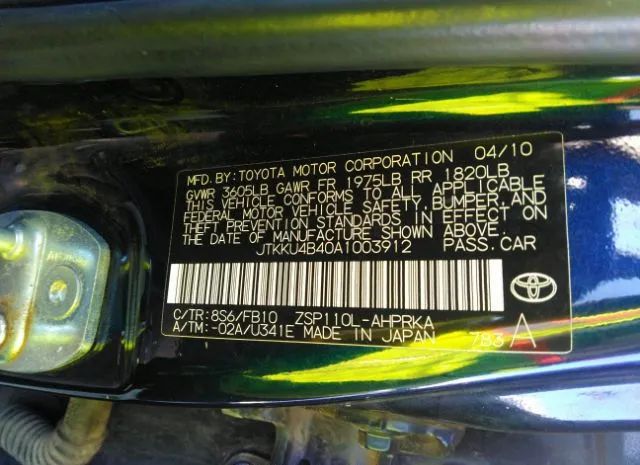 MFD. BY: TOYOTA MOTOR CORPORATION 04/10
GVWR 3605LB GAWR FR 1975LB RR 1820LB
THIS VEHICLE CONFORMS TO ALL APPLICABLE
FEDERAL MOTOR VEHICLE SAFETY, BUMPER, AND
THEFT PREVENTION STANDARDS IN EFFECT ON
THE DATE OF MANUFACTURE SHOWN ABOVE.
JTKKU4B40A1003912 PASS. CAR
C/TR: 8S6/FB10 ZSP110L-AHPRKA
A/TM: -02A/U341E MADE IN JAPAN 7B3 A